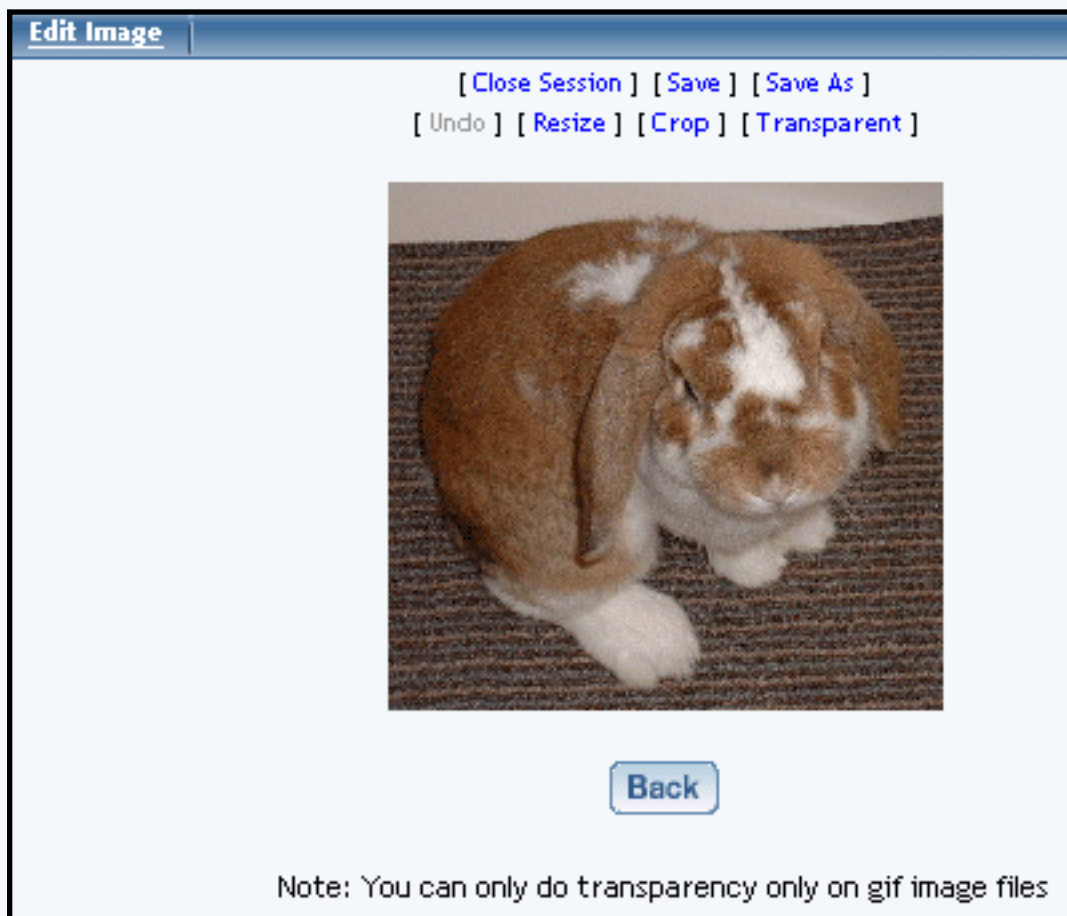 Edit Image
[ Close Session ] [ Save ] [ Save As ]
[ Undo ] [ Resize ] [ Crop ] [ Transparent ]
Back
Note: You can only do transparency only on gif image files